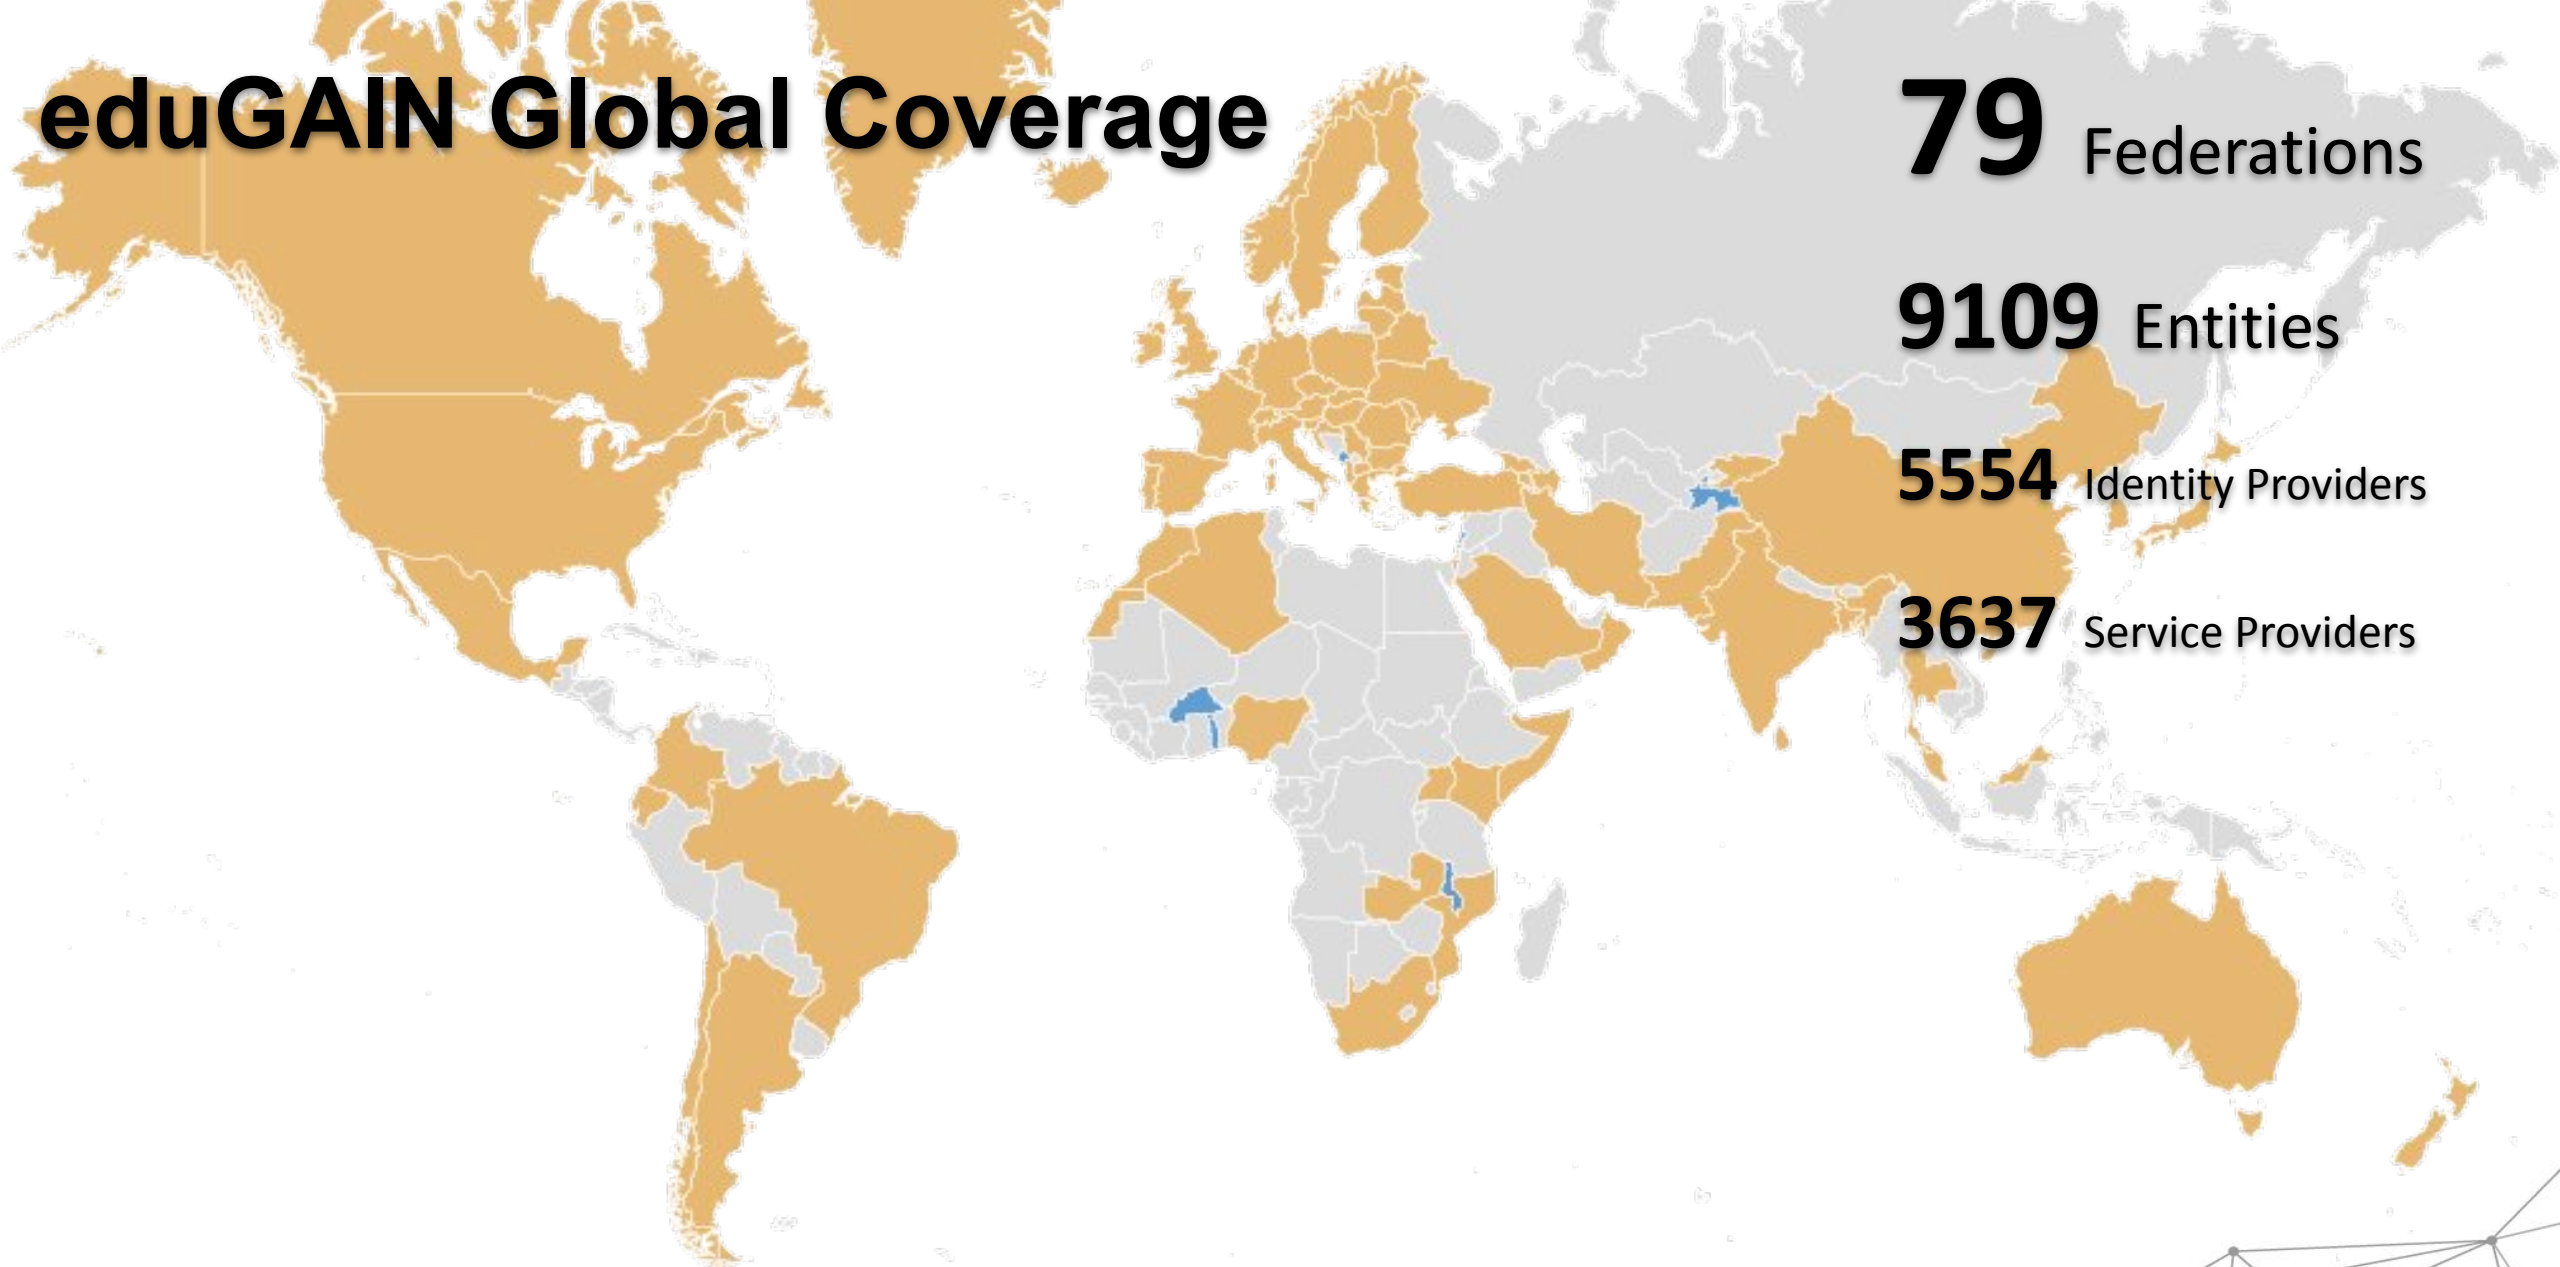 eduGAIN Global Coverage
79 Federations
9109 Entities
5554 Identity Providers
3637 Service Providers